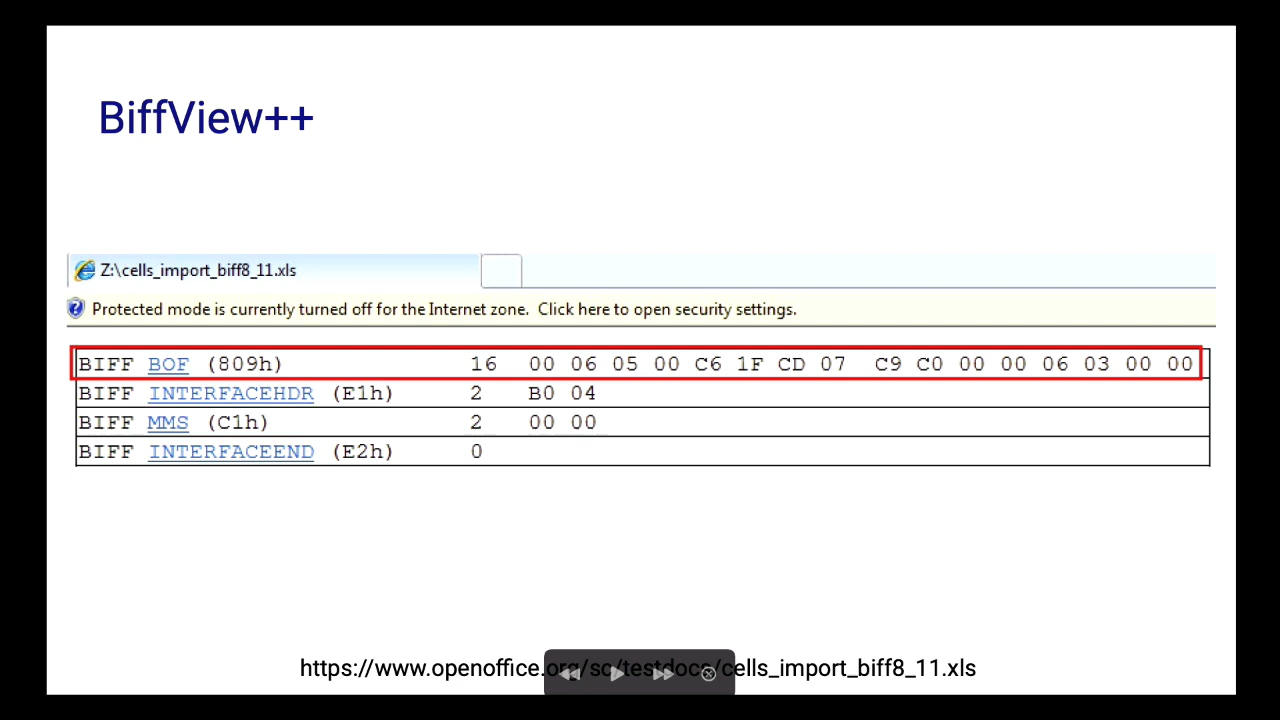 BiffView++
Z:\cells_import_biff8_11.xls
Protected mode is currently turned off for the Internet zone. Click here to open security settings.
BIFF BOF (809h) 16 00 06 05 00 C6 1F CD 07 C9 C0 00 00 06 03 00 00
BIFF INTERFACEHDR (E1h) 2 B0 04
BIFF MMS (C1h) 2 00 00
BIFF INTERFACEEND (E2h) 0
https://www.openoffice.org/sc/testdocs/cells_import_biff8_11.xls